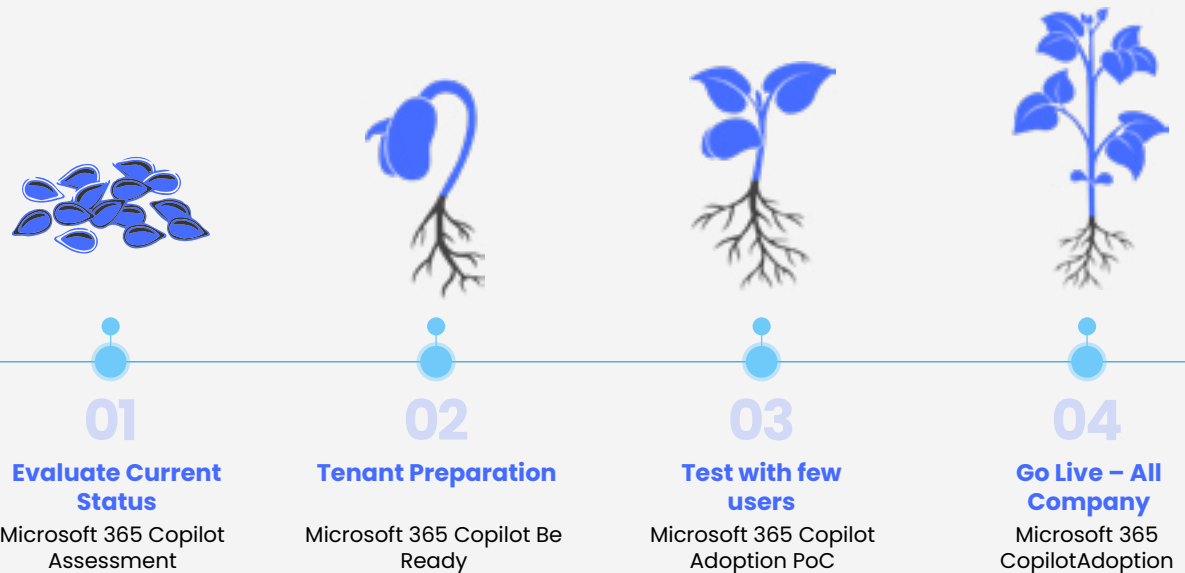 01
Evaluate Current
Status
Microsoft 365 Copilot
Assessment
02
Tenant Preparation
Microsoft 365 Copilot Be
Ready
03
Test with few
users
Microsoft 365 Copilot
Adoption PoC
04
Go Live – All
Company
Microsoft 365
CopilotAdoption